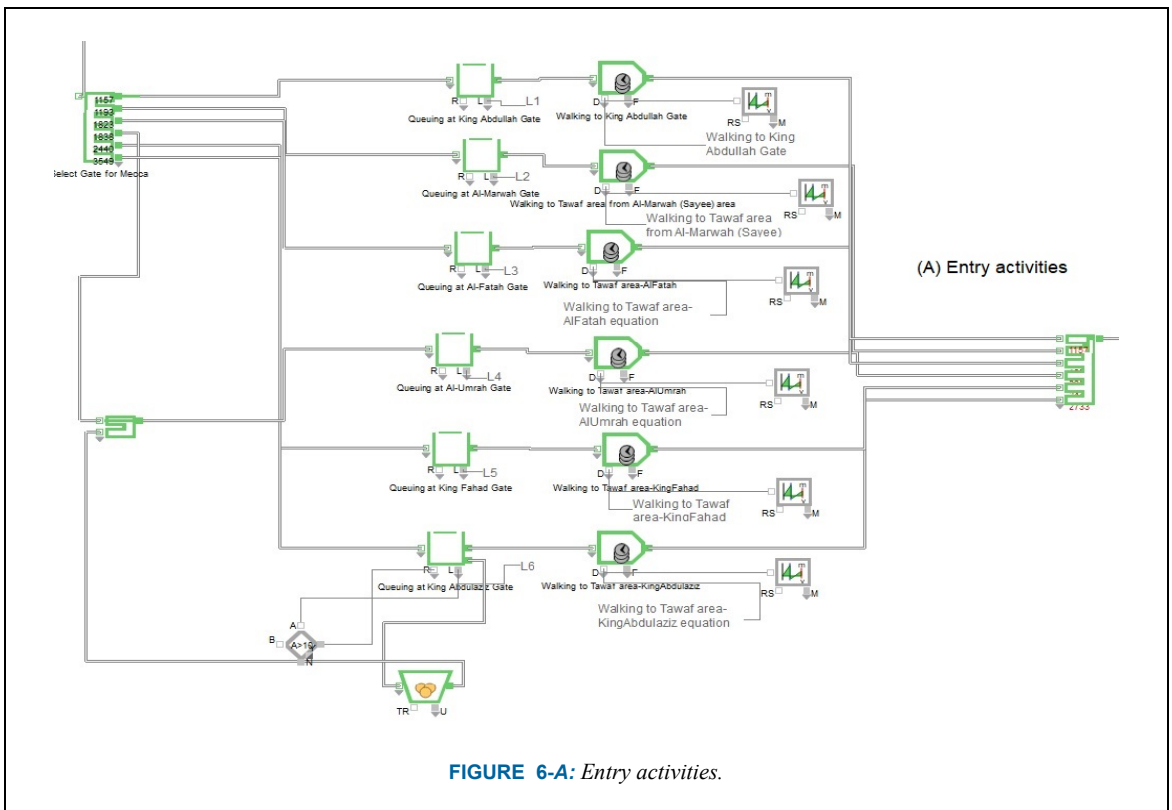 1157
1193
1823
1838
2440
3549
Select Gate for Mecca
R L L1
Queuing at King Abdullah Gate
D F
Walking to King Abdullah Gate
RS M
Walking to King
Abdullah Gate
R L L2
Queuing at Al-Marwah Gate
D F
Walking to Tawaf area from Al-Marwah (Sayee) area
RS M
Walking to Tawaf area
from Al-Marwah (Sayee)
R L L3
Queuing at Al-Fatah Gate
D F
Walking to Tawaf area-AlFatah
RS M
Walking to Tawaf area-
AlFatah equation
(A) Entry activities
R L L4
Queuing at Al-Umrah Gate
D F
Walking to Tawaf area-AlUmrah
RS M
Walking to Tawaf area-
AlUmrah equation
1157
2733
R L L5
Queuing at King Fahad Gate
D F
Walking to Tawaf area-KingFahad
RS M
Walking to Tawaf
area-KingFahad
R L L6
Queuing at King Abdulaziz Gate
D F
Walking to Tawaf area-KingAbdulaziz
RS M
Walking to Tawaf area-
KingAbdulaziz equation
A
B
N
TR U
FIGURE 6-A: Entry activities.